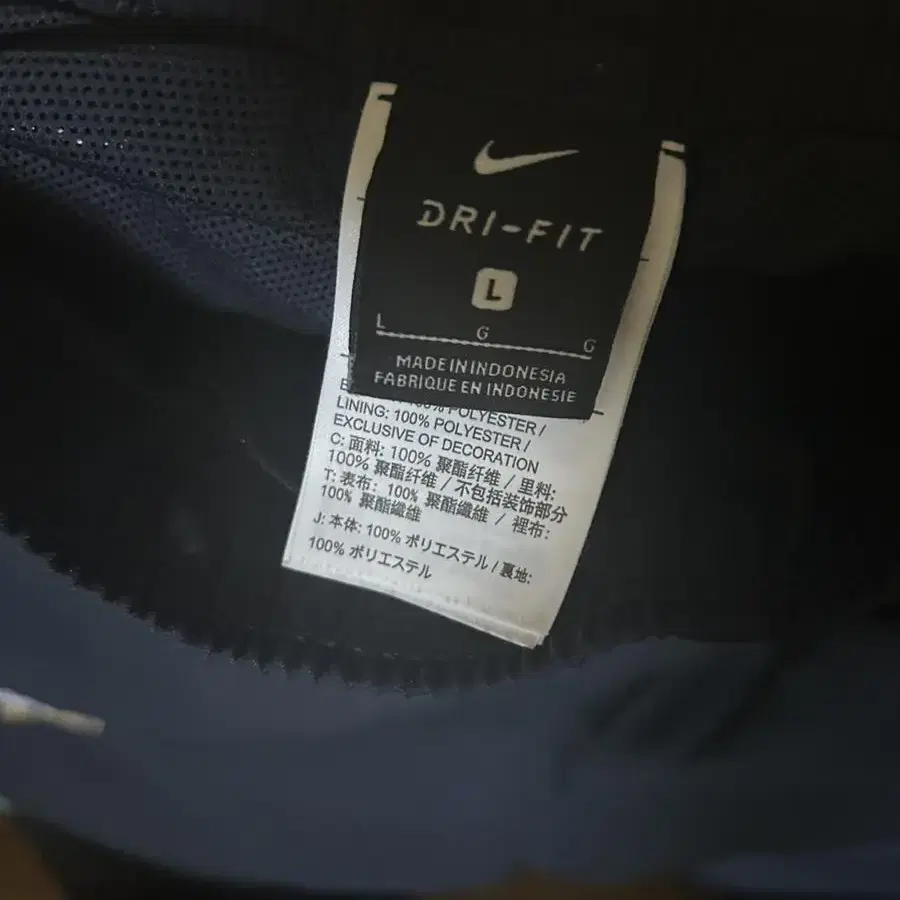 DRI-FIT
L
L G G
MADE IN INDONESIA
FABRIQUE EN INDONESIE
100% POLYESTER /
LINING: 100% POLYESTER /
EXCLUSIVE OF DECORATION
C: 面料: 100% 聚酯纤维 / 里料:
100% 聚酯纤维 / 不包括装饰部分
T: 表布: 100% 聚酯纖維 / 裡布:
100% 聚酯纖維
J: 本体: 100% ポリエステル / 裏地:
100% ポリエステル